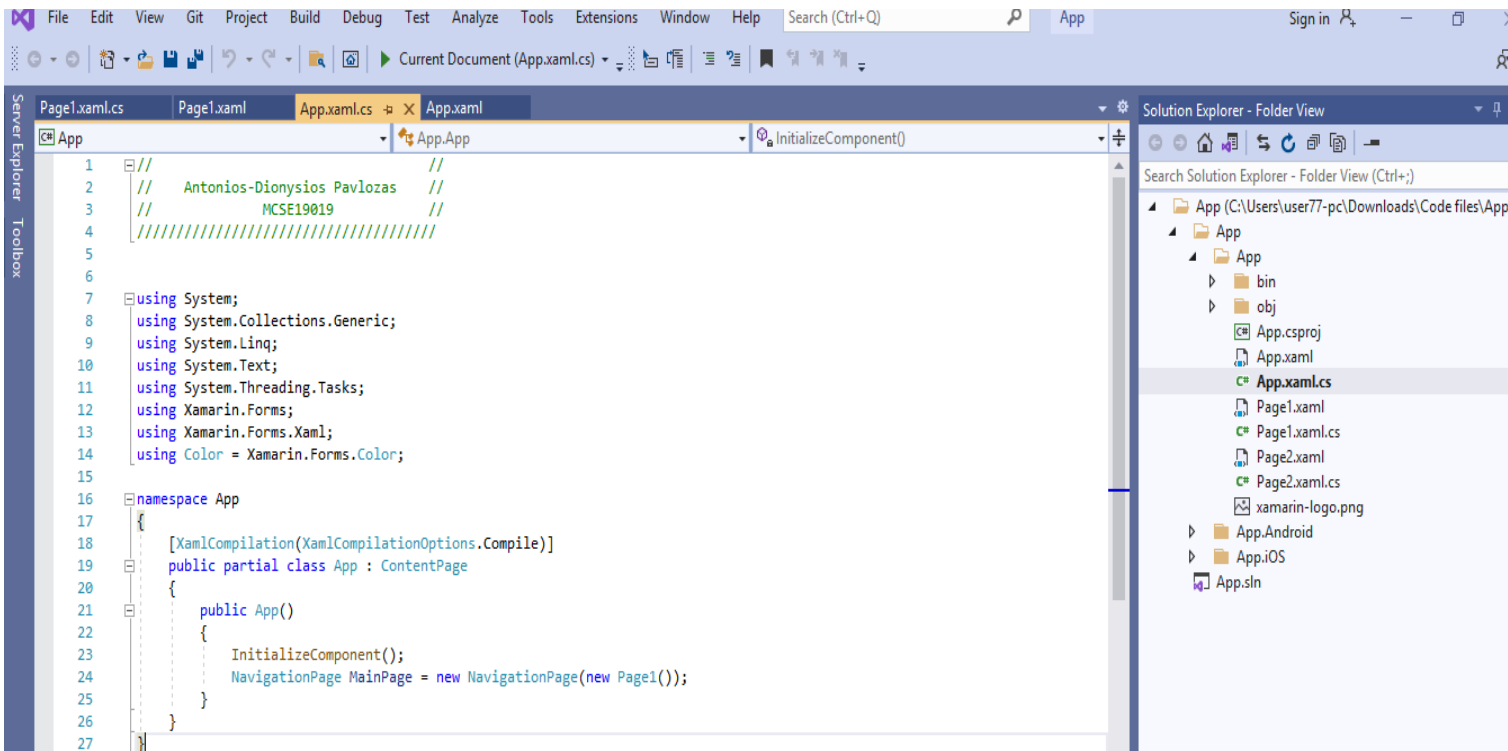 File Edit View Git Project Build Debug Test Analyze Tools Extensions Window Help Search (Ctrl+Q) App Sign in
Current Document (App.xaml.cs)
Server Explorer
Toolbox
Page1.xaml.cs Page1.xaml App.xaml.cs App.xaml
C# App App.App InitializeComponent()
1 // //
2 // Antonios-Dionysios Pavlozas //
3 // MCSE19019 //
4 //////////////////////////////////////
5
6
7 using System;
8 using System.Collections.Generic;
9 using System.Linq;
10 using System.Text;
11 using System.Threading.Tasks;
12 using Xamarin.Forms;
13 using Xamarin.Forms.Xaml;
14 using Color = Xamarin.Forms.Color;
15
16 namespace App
17 {
18 [XamlCompilation(XamlCompilationOptions.Compile)]
19 public partial class App : ContentPage
20 {
21 public App()
22 {
23 InitializeComponent();
24 NavigationPage MainPage = new NavigationPage(new Page1());
25 }
26 }
27 }
Solution Explorer - Folder View
Search Solution Explorer - Folder View (Ctrl+;)
App (C:\Users\user77-pc\Downloads\Code files\App
App
App
bin
obj
C# App.csproj
App.xaml
C# App.xaml.cs
Page1.xaml
C# Page1.xaml.cs
Page2.xaml
C# Page2.xaml.cs
xamarin-logo.png
App.Android
App.iOS
App.sln